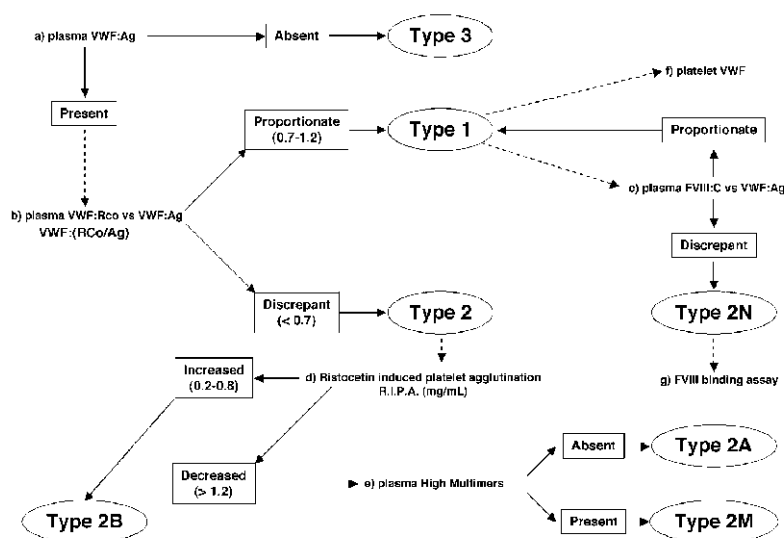 a) plasma VWF:Ag
Absent
Type 3
f) platelet VWF
Present
Proportionate
(0.7-1.2)
Type 1
Proportionate
c) plasma FVIII:C vs VWF:Ag
b) plasma VWF:Rco vs VWF:Ag
VWF:(RCo/Ag)
Discrepant
Discrepant
(< 0.7)
Type 2
Type 2N
Increased
(0.2-0.8)
d) Ristocetin induced platelet agglutination
R.I.P.A. (mg/mL)
g) FVIII binding assay
Absent
Type 2A
Decreased
(> 1.2)
e) plasma High Multimers
Type 2B
Present
Type 2M